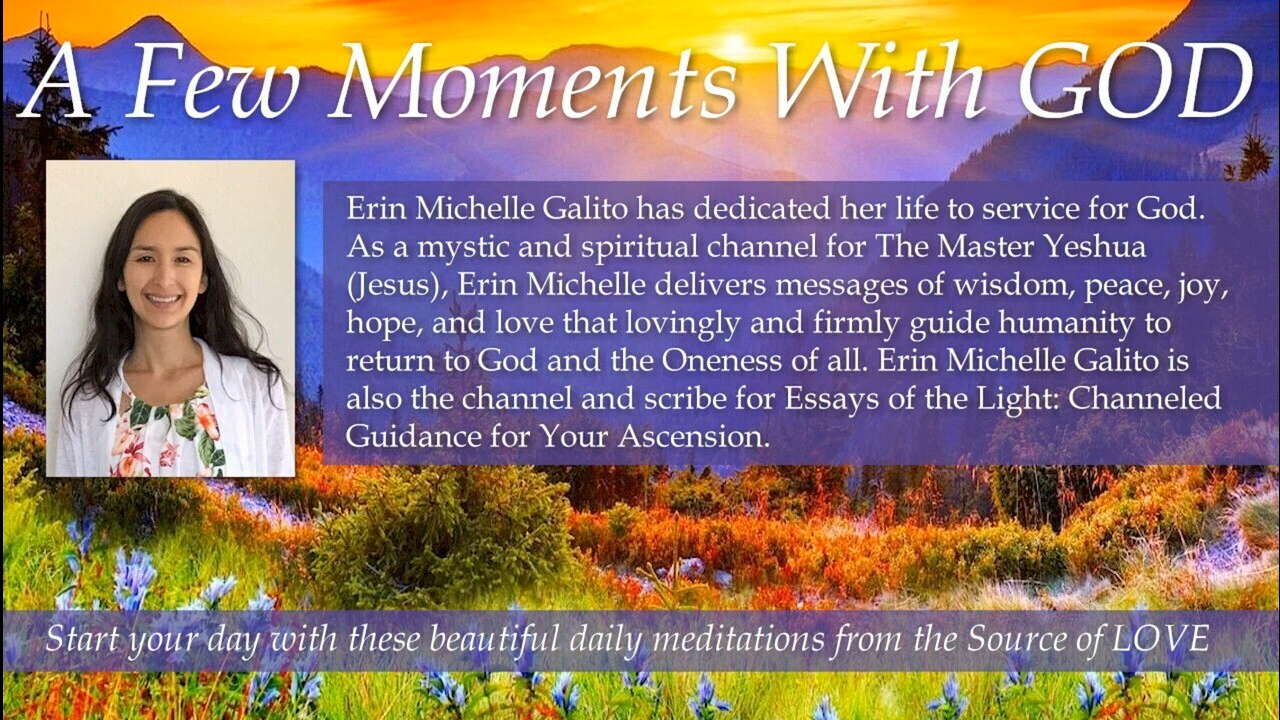 A Few Moments With GOD
Erin Michelle Galito has dedicated her life to service for God.
As a mystic and spiritual channel for The Master Yeshua
(Jesus), Erin Michelle delivers messages of wisdom, peace, joy,
hope, and love that lovingly and firmly guide humanity to
return to God and the Oneness of all. Erin Michelle Galito is
also the channel and scribe for Essays of the Light: Channeled
Guidance for Your Ascension.
Start your day with these beautiful daily meditations from the Source of LOVE